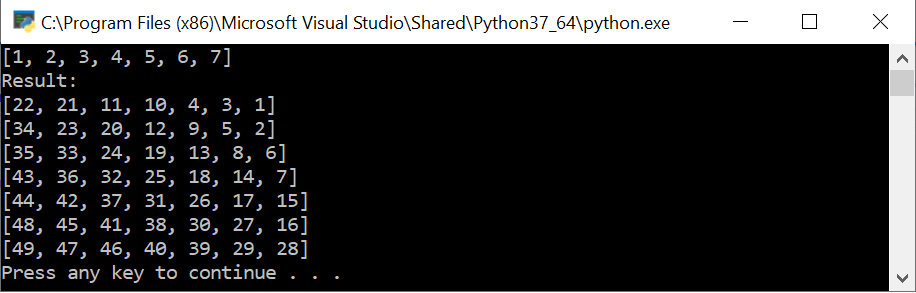 C:\Program Files (x86)\Microsoft Visual Studio\Shared\Python37_64\python.exe
[1, 2, 3, 4, 5, 6, 7]
Result:
[22, 21, 11, 10, 4, 3, 1]
[34, 23, 20, 12, 9, 5, 2]
[35, 33, 24, 19, 13, 8, 6]
[43, 36, 32, 25, 18, 14, 7]
[44, 42, 37, 31, 26, 17, 15]
[48, 45, 41, 38, 30, 27, 16]
[49, 47, 46, 40, 39, 29, 28]
Press any key to continue . . .